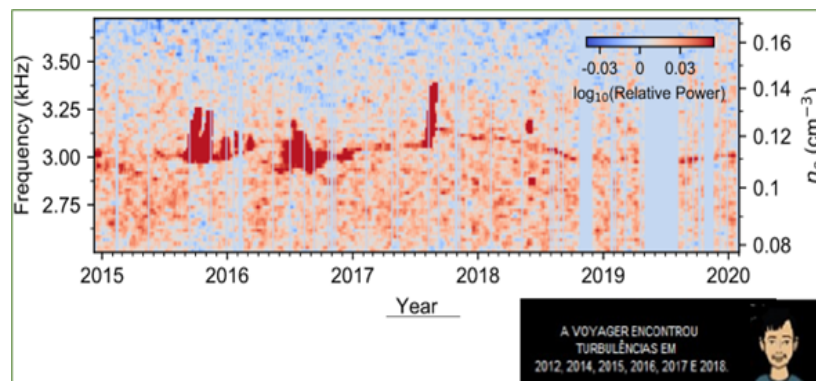 3.50
3.25
3.00
2.75
Frequency (kHz)
-0.03 0 0.03
log₁₀(Relative Power)
0.16
0.14
0.12
0.11
0.1
0.08
nₑ (cm⁻³)
2015 2016 2017 2018 2019 2020
Year
A VOYAGER ENCONTROU
TURBULÊNCIAS EM
2012, 2014, 2015, 2016, 2017 E 2018.